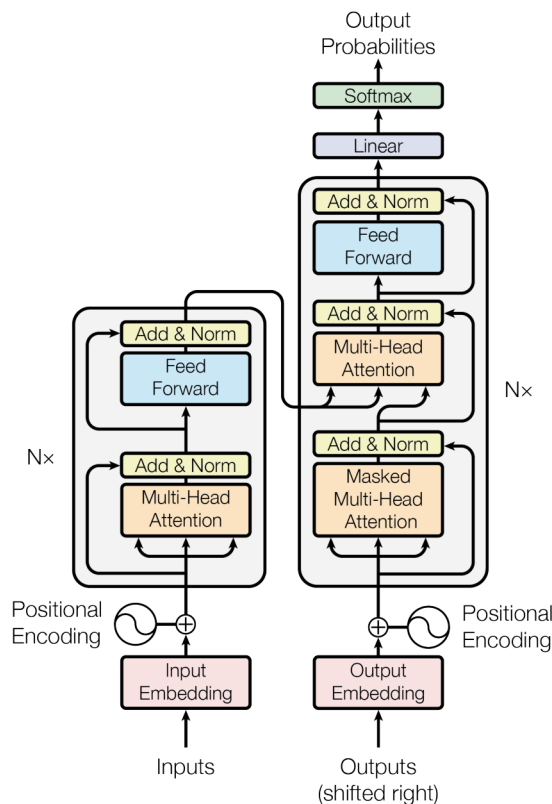 Output
Probabilities
Softmax
Linear
Add & Norm
Feed
Forward
Add & Norm
Multi-Head
Attention
Add & Norm
Masked
Multi-Head
Attention
N×
Add & Norm
Feed
Forward
Add & Norm
Multi-Head
Attention
N×
Positional
Encoding
Positional
Encoding
Input
Embedding
Output
Embedding
Inputs
Outputs
(shifted right)